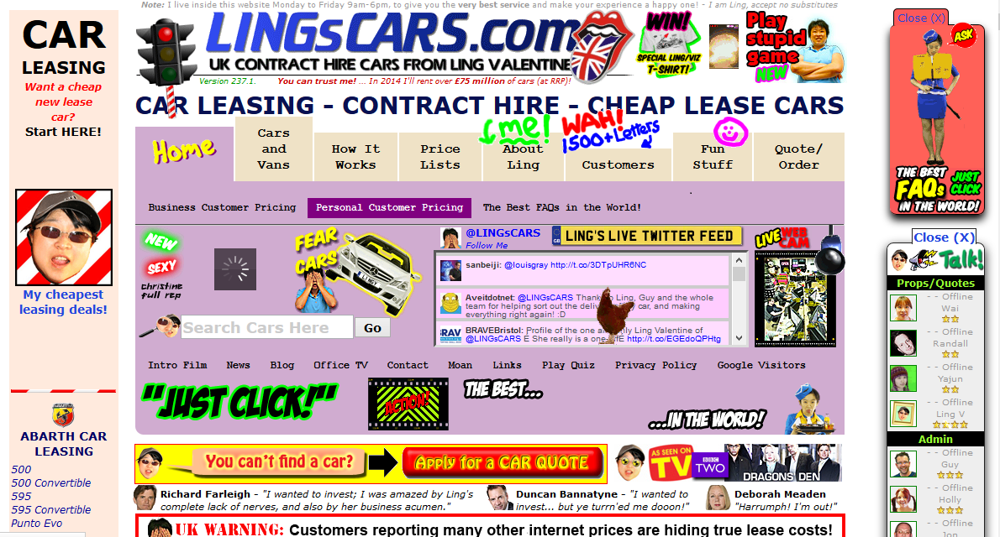 Note: I live inside this website Monday to Friday 9am-6pm, to give you the very best service and make your experience a happy one! - I am Ling, accept no substitutes
CAR
LEASING
Want a cheap
new lease
car?
Start HERE!
My cheapest
leasing deals!
ABARTH CAR
LEASING
500
500 Convertible
595
595 Convertible
Punto Evo
LINGsCARS.com
UK CONTRACT HIRE CARS FROM LING VALENTINE
WIN!
SPECIAL LING/VIZ
T-SHIRT!
Play
stupid
game
NEW
Version 237.1.
You can trust me! ... In 2014 I'll rent over £75 million of cars (at RRP)!
CAR LEASING - CONTRACT HIRE - CHEAP LEASE CARS
me!
WAH!
1500+Letters
Home
Cars
and
Vans
How It
Works
Price
Lists
About
Ling
Customers
Fun
Stuff
Quote/
Order
Business Customer Pricing
Personal Customer Pricing
The Best FAQs in the World!
NEW
SEXY
christine
full rep
FEAR
CARS
LING
@LINGsCARS
Follow Me
GB
LING'S LIVE TWITTER FEED
LIVE WEB
CAM
sanbeiji: @louisgray http://t.co/3DTpUHR6NC
Aveitdotnet: @LINGsCARS
Ling, Guy and the whole
team for helping sort out the
car, and making
everything right again! :D
BRAVEBristol: Profile of the one
Ling Valentine of
@LINGsCARS E She really is a
http://t.co/EGEdoQPHtg
RAV
Search Cars Here
Go
Intro Film
News
Blog
Office TV
Contact
Moan
Links
Play Quiz
Privacy Policy
Google Visitors
"JUST CLICK!"
ACTION!
THE BEST...
...IN THE WORLD!
You can't find a car?
Apply for a CAR QUOTE
AS SEEN ON
TV
BBC
TWO
DRAGONS' DEN
Richard Farleigh - "I wanted to invest; I was amazed by Ling's
complete lack of nerves, and also by her business acumen."
Duncan Bannatyne - "I wanted to
invest... but ye turrn'ed me dooon!"
Deborah Meaden
"Harrumph! I'm out!"
UK WARNING: Customers reporting many other internet prices are hiding true lease costs!
Close (X)
ASK
THE BEST
FAQs
JUST
CLICK
IN THE WORLD!
Close (X)
Talk!
Props/Quotes
- - Offline
Wai
- - Offline
Randall
- - Offline
Yajun
- - Offline
Ling V
Admin
- - Offline
Guy
- - Offline
Holly
- - Offline
Jon